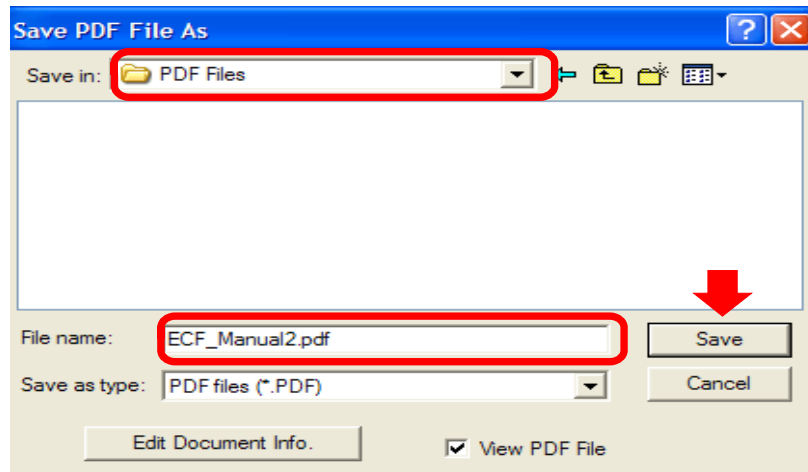 Save PDF File As
Save in: PDF Files
File name: ECF_Manual2.pdf Save
Save as type: PDF files (*.PDF) Cancel
Edit Document Info. View PDF File